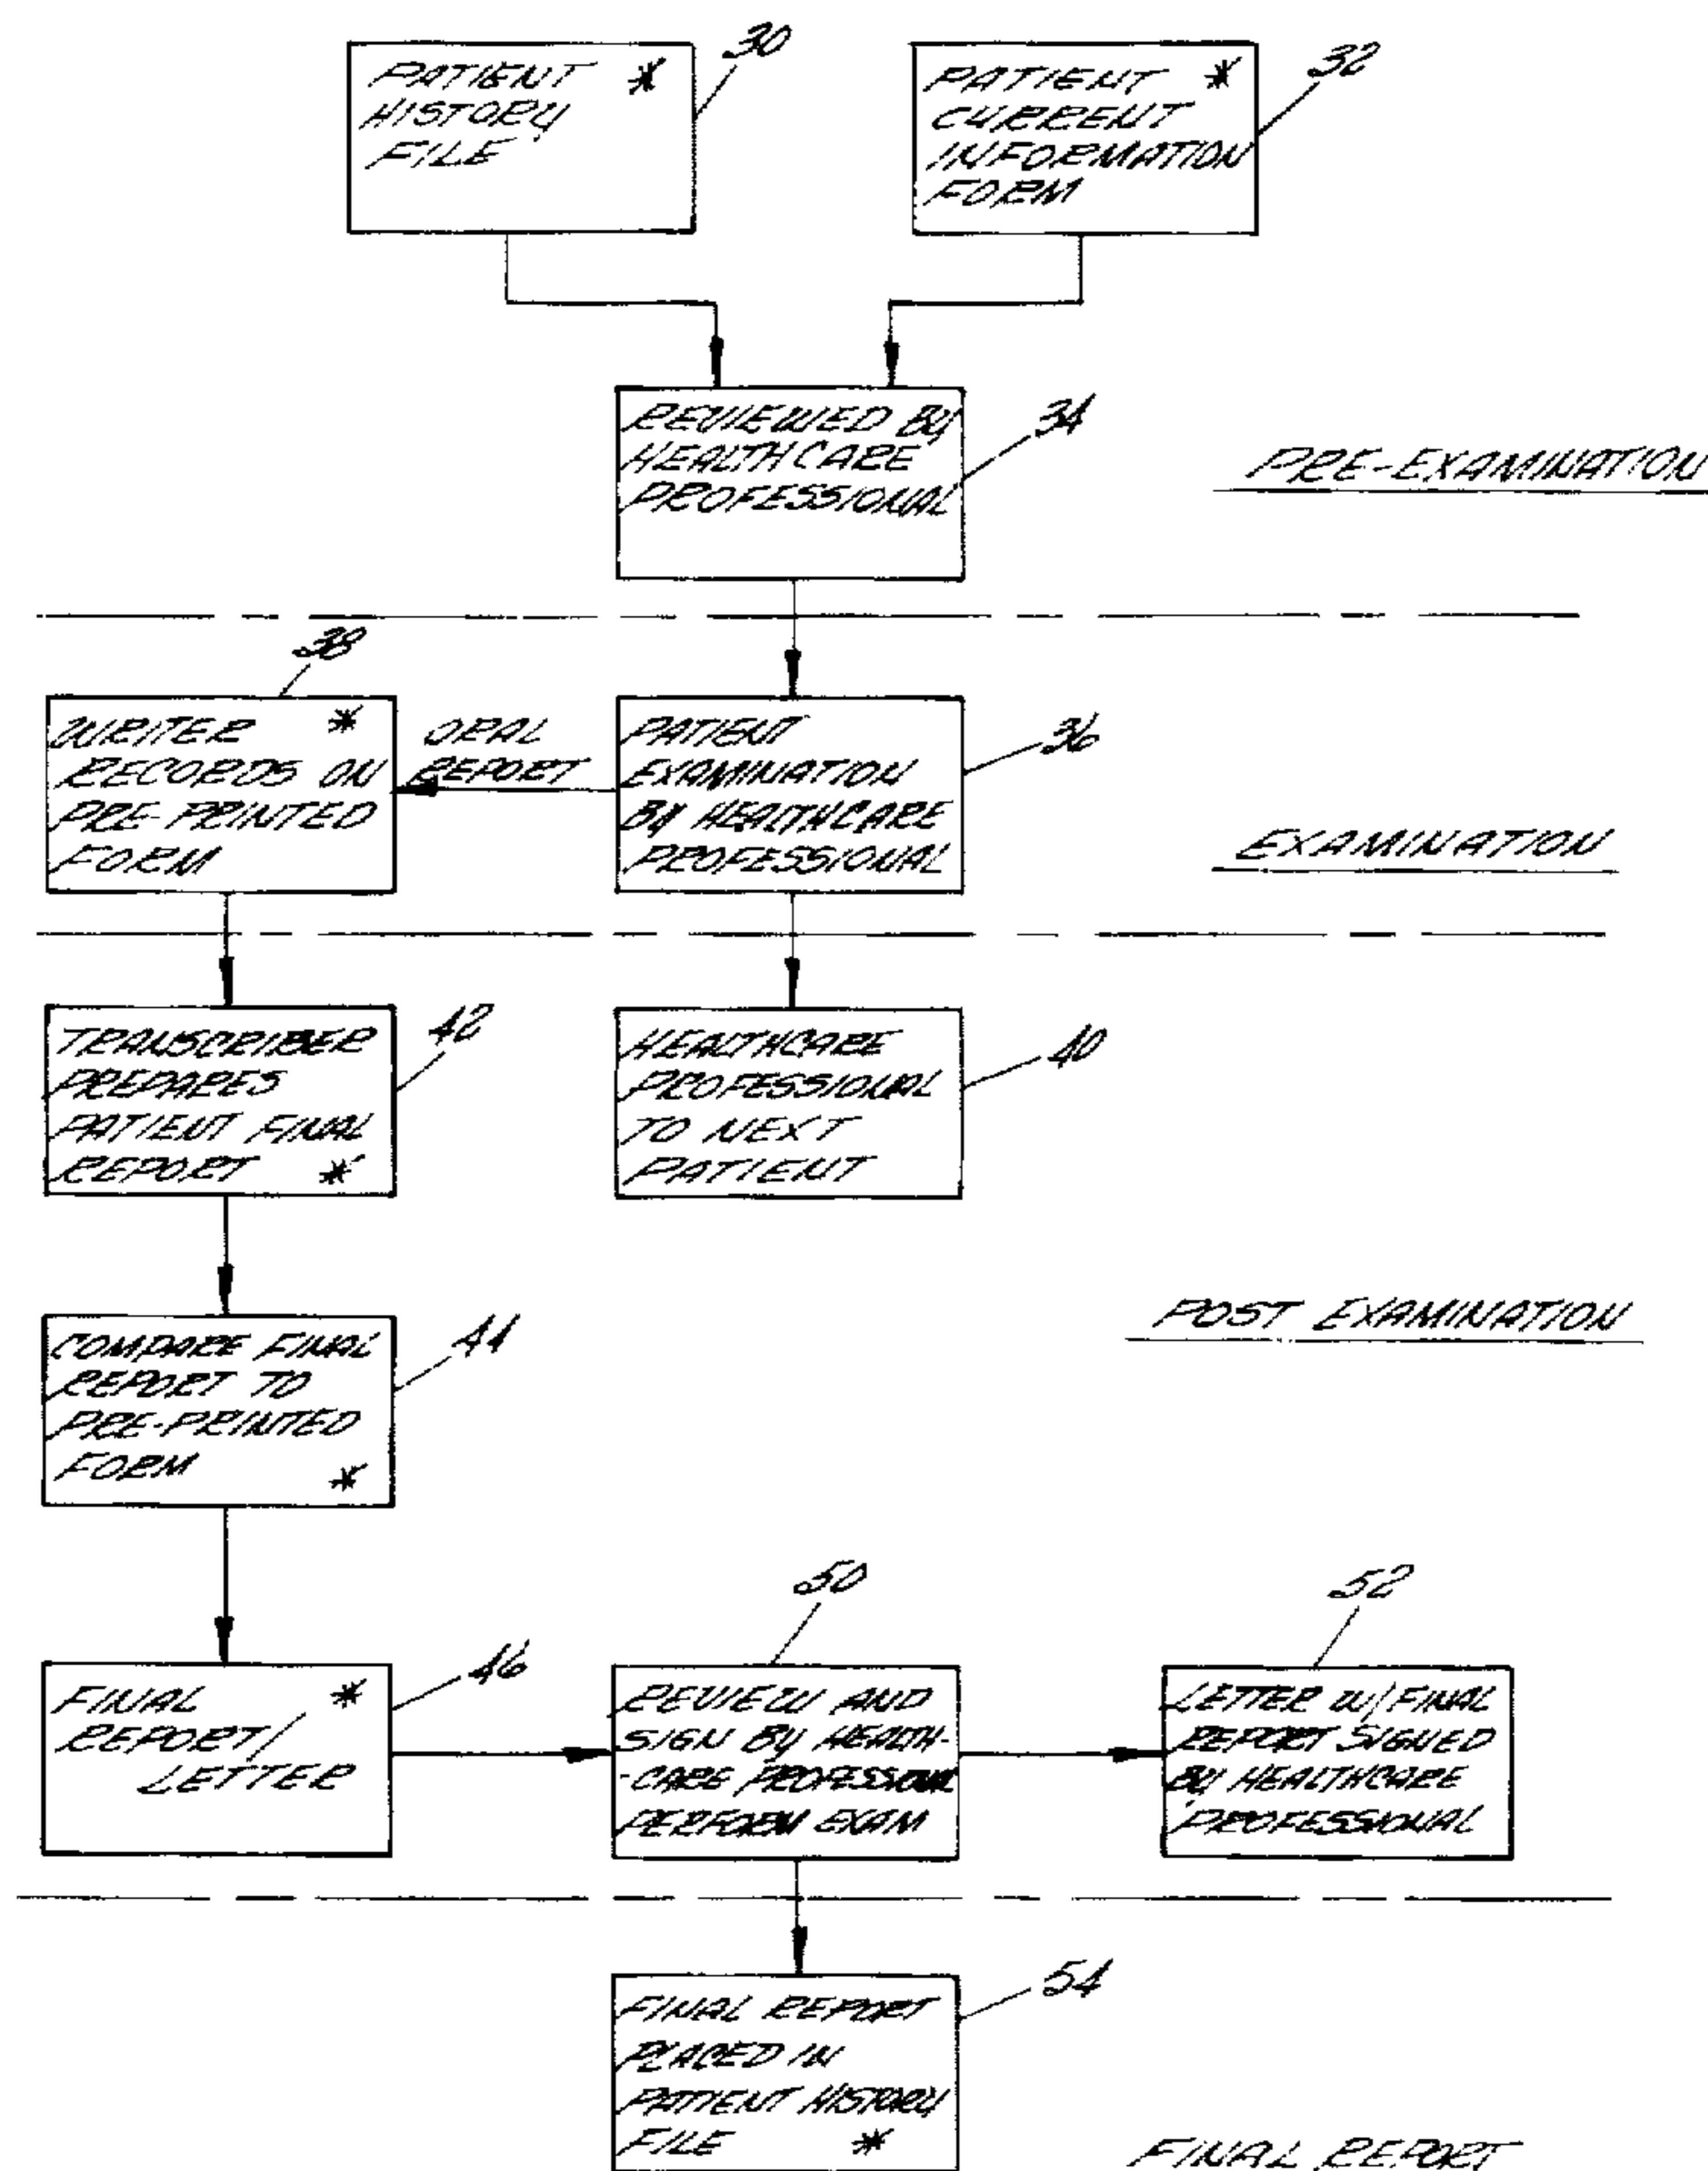 30
PATIENT *
HISTORY
FILE
32
PATIENT *
CURRENT
INFORMATION
FORM
34
REVIEWED BY
HEALTHCARE
PROFESSIONAL
PRE-EXAMINATION
38
WRITER *
RECORDS ON
PRE-PRINTED
FORM
ORAL
REPORT
36
PATIENT
EXAMINATION
BY HEALTHCARE
PROFESSIONAL
EXAMINATION
42
TRANSCRIBER
PREPARES
PATIENT FINAL
REPORT *
40
HEALTHCARE
PROFESSIONAL
TO NEXT
PATIENT
44
COMPARE FINAL
REPORT TO
PRE-PRINTED
FORM *
POST EXAMINATION
46
FINAL *
REPORT/
LETTER
50
REVIEW AND
SIGN BY HEALTH-
-CARE PROFESSIONAL
PERFORM EXAM
52
LETTER W/FINAL
REPORT SIGNED
BY HEALTHCARE
PROFESSIONAL
54
FINAL REPORT
PLACED IN
PATIENT HISTORY
FILE *
FINAL REPORT